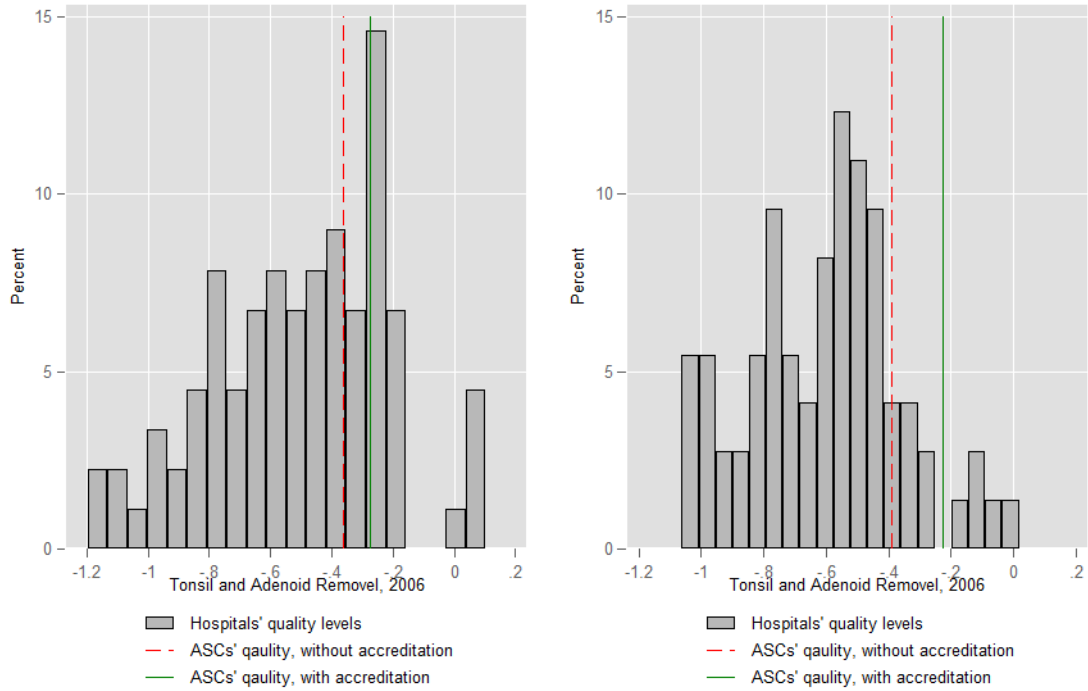 15
10
5
0
Percent
-1.2 -1 -.8 -.6 -.4 -.2 0 .2
Tonsil and Adenoid Removel, 2006
Hospitals' quality levels
ASCs' qaulity, without accreditation
ASCs' qaulity, with accreditation
15
10
5
0
Percent
-1.2 -1 -.8 -.6 -.4 -.2 0 .2
Tonsil and Adenoid Removel, 2006
Hospitals' quality levels
ASCs' qaulity, without accreditation
ASCs' qaulity, with accreditation